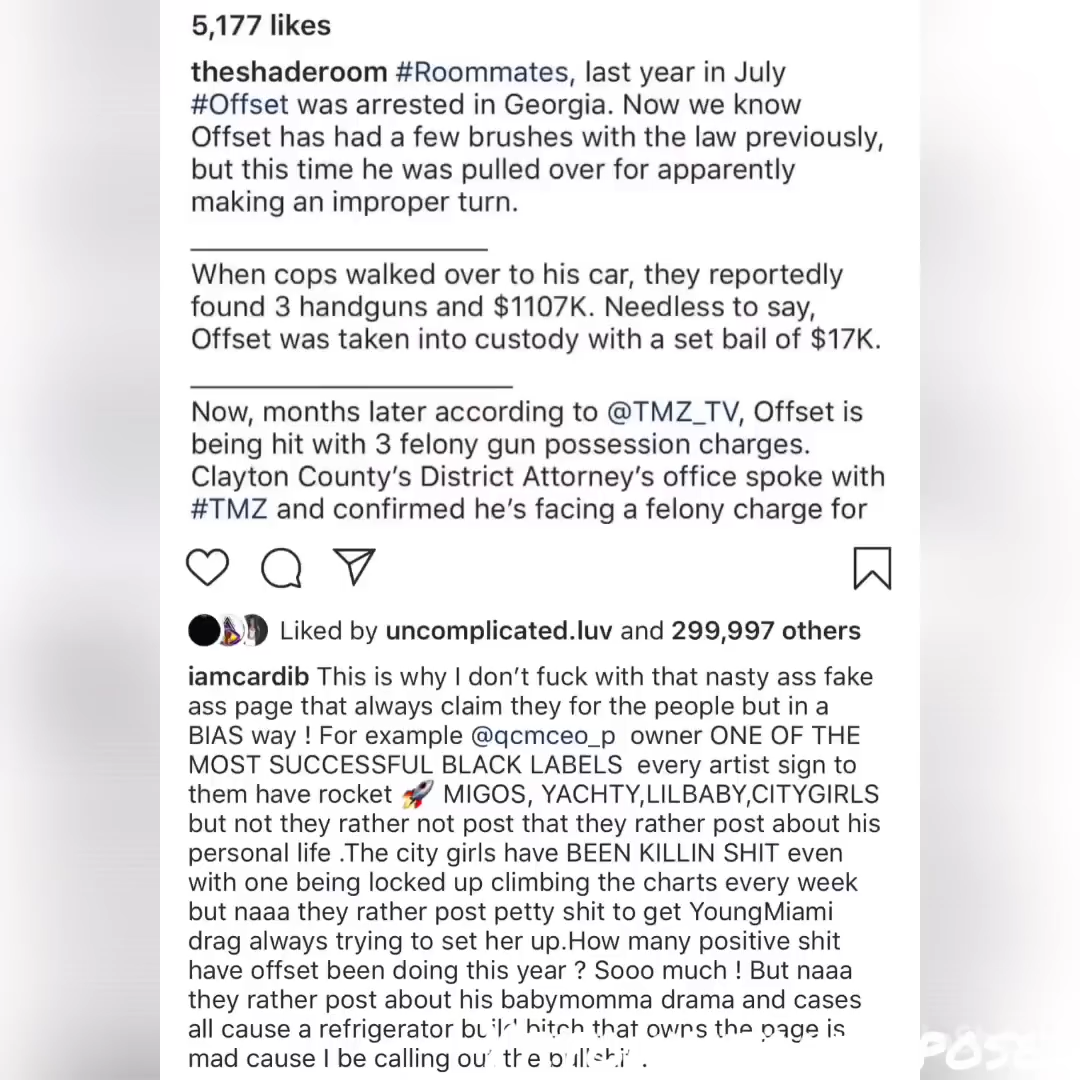 5,177 likes
theshaderoom #Roommates, last year in July
#Offset was arrested in Georgia. Now we know
Offset has had a few brushes with the law previously,
but this time he was pulled over for apparently
making an improper turn.
When cops walked over to his car, they reportedly
found 3 handguns and $1107K. Needless to say,
Offset was taken into custody with a set bail of $17K.
Now, months later according to @TMZ_TV, Offset is
being hit with 3 felony gun possession charges.
Clayton County’s District Attorney’s office spoke with
#TMZ and confirmed he’s facing a felony charge for
Liked by uncomplicated.luv and 299,997 others
iamcardib This is why I don’t fuck with that nasty ass fake
ass page that always claim they for the people but in a
BIAS way ! For example @qcmceo_p owner ONE OF THE
MOST SUCCESSFUL BLACK LABELS every artist sign to
them have rocket 🚀 MIGOS, YACHTY,LILBABY,CITYGIRLS
but not they rather not post that they rather post about his
personal life .The city girls have BEEN KILLIN SHIT even
with one being locked up climbing the charts every week
but naaa they rather post petty shit to get YoungMiami
drag always trying to set her up.How many positive shit
have offset been doing this year ? Sooo much ! But naaa
they rather post about his babymomma drama and cases
all cause a refrigerator build bitch that owns the page is
mad cause I be calling out the bullshit .